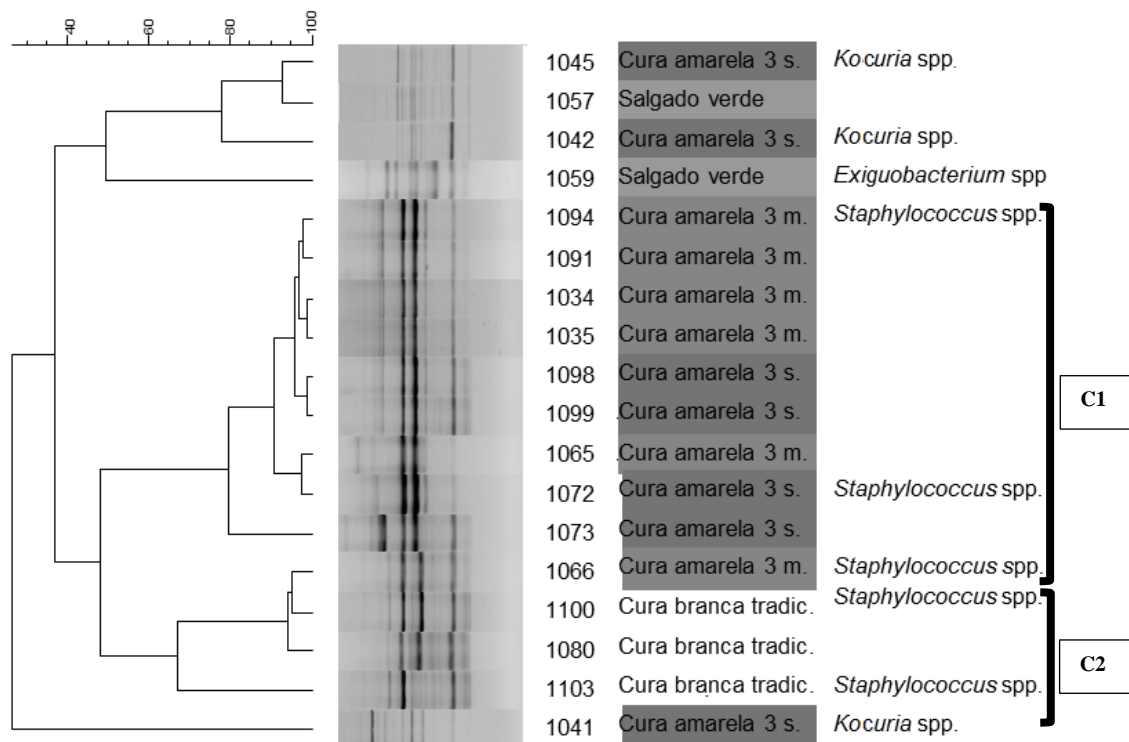 40 60 80 100
1045 Cura amarela 3 s. Kocuria spp.
1057 Salgado verde
1042 Cura amarela 3 s. Kocuria spp.
1059 Salgado verde Exiguobacterium spp
1094 Cura amarela 3 m. Staphylococcus spp.
1091 Cura amarela 3 m.
1034 Cura amarela 3 m.
1035 Cura amarela 3 m.
1098 Cura amarela 3 s.
1099 Cura amarela 3 s.
C1
1065 Cura amarela 3 m.
1072 Cura amarela 3 s. Staphylococcus spp.
1073 Cura amarela 3 s.
1066 Cura amarela 3 m. Staphylococcus spp.
1100 Cura branca tradic. Staphylococcus spp.
1080 Cura branca tradic.
C2
1103 Cura branca tradic. Staphylococcus spp.
1041 Cura amarela 3 s. Kocuria spp.